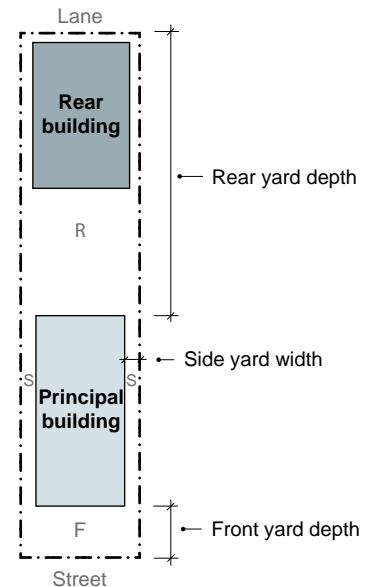 Lane
Rear
building
Rear yard depth
R
Side yard width
S
S
Principal
building
F
Front yard depth
Street